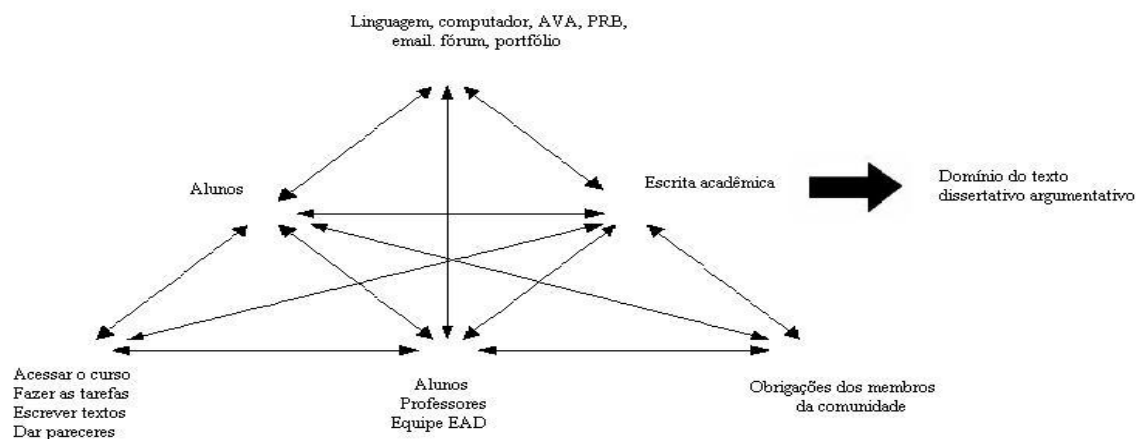 Linguagem, computador, AVA, PRB,
email. fórum, portfólio
Alunos
Escrita acadêmica
Domínio do texto
dissertativo argumentativo
Acessar o curso
Fazer as tarefas
Escrever textos
Dar pareceres
Alunos
Professores
Equipe EAD
Obrigações dos membros
da comunidade